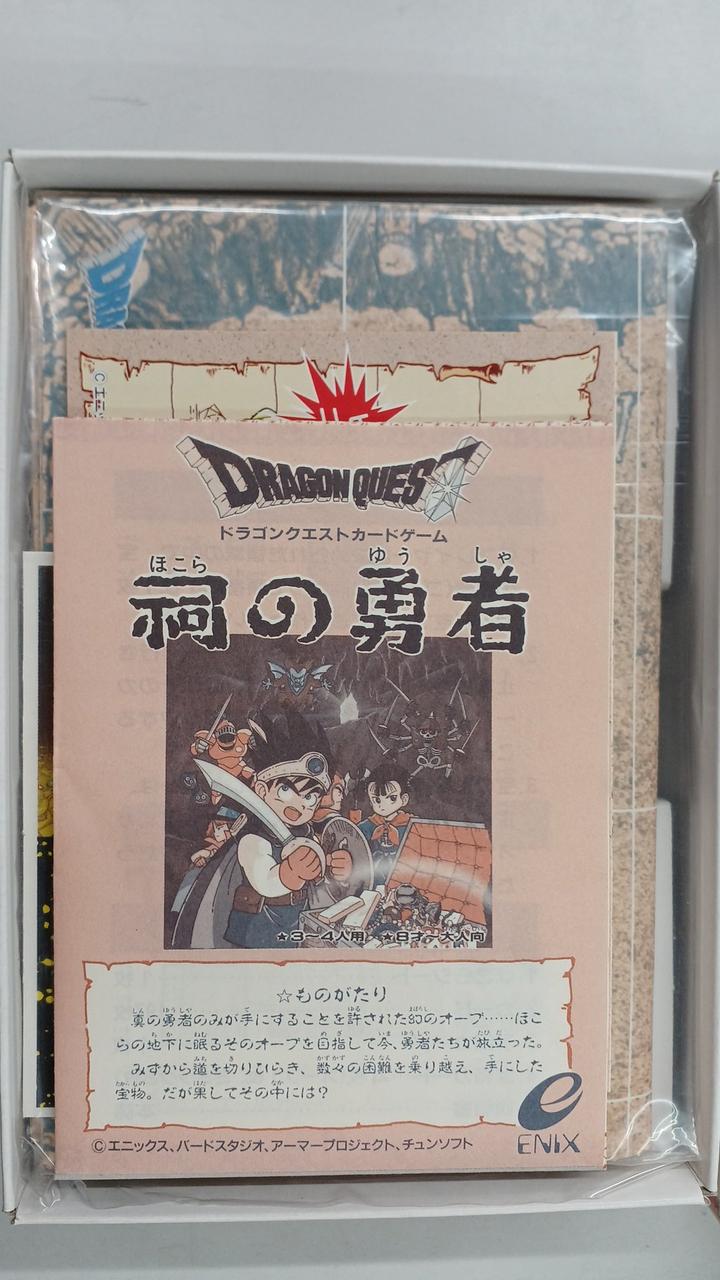 DRAGON QUEST
ドラゴンクエストカードゲーム
ほこら ゆうしゃ
祠の勇者
★3～4人用 ★8才～大人向
☆ものがたり
真の勇者のみが手にすることを許された幻のオーブ……ほこ
らの地下に眠るそのオーブを目指して今、勇者たちが旅立った。
みずから道を切りひらき、数々の困難を乗り越え、手にした
宝物。だが果してその中には？
ENIX
©エニックス、バードスタジオ、アーマープロジェクト、チュンソフト